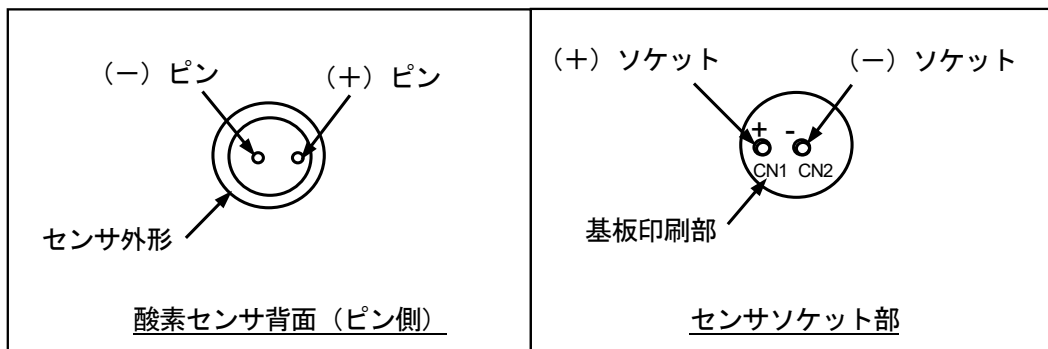 (-) ピン
(+) ピン
センサ外形
酸素センサ背面 (ピン側)
(+) ソケット
(-) ソケット
+ -
CN1 CN2
基板印刷部
センサソケット部